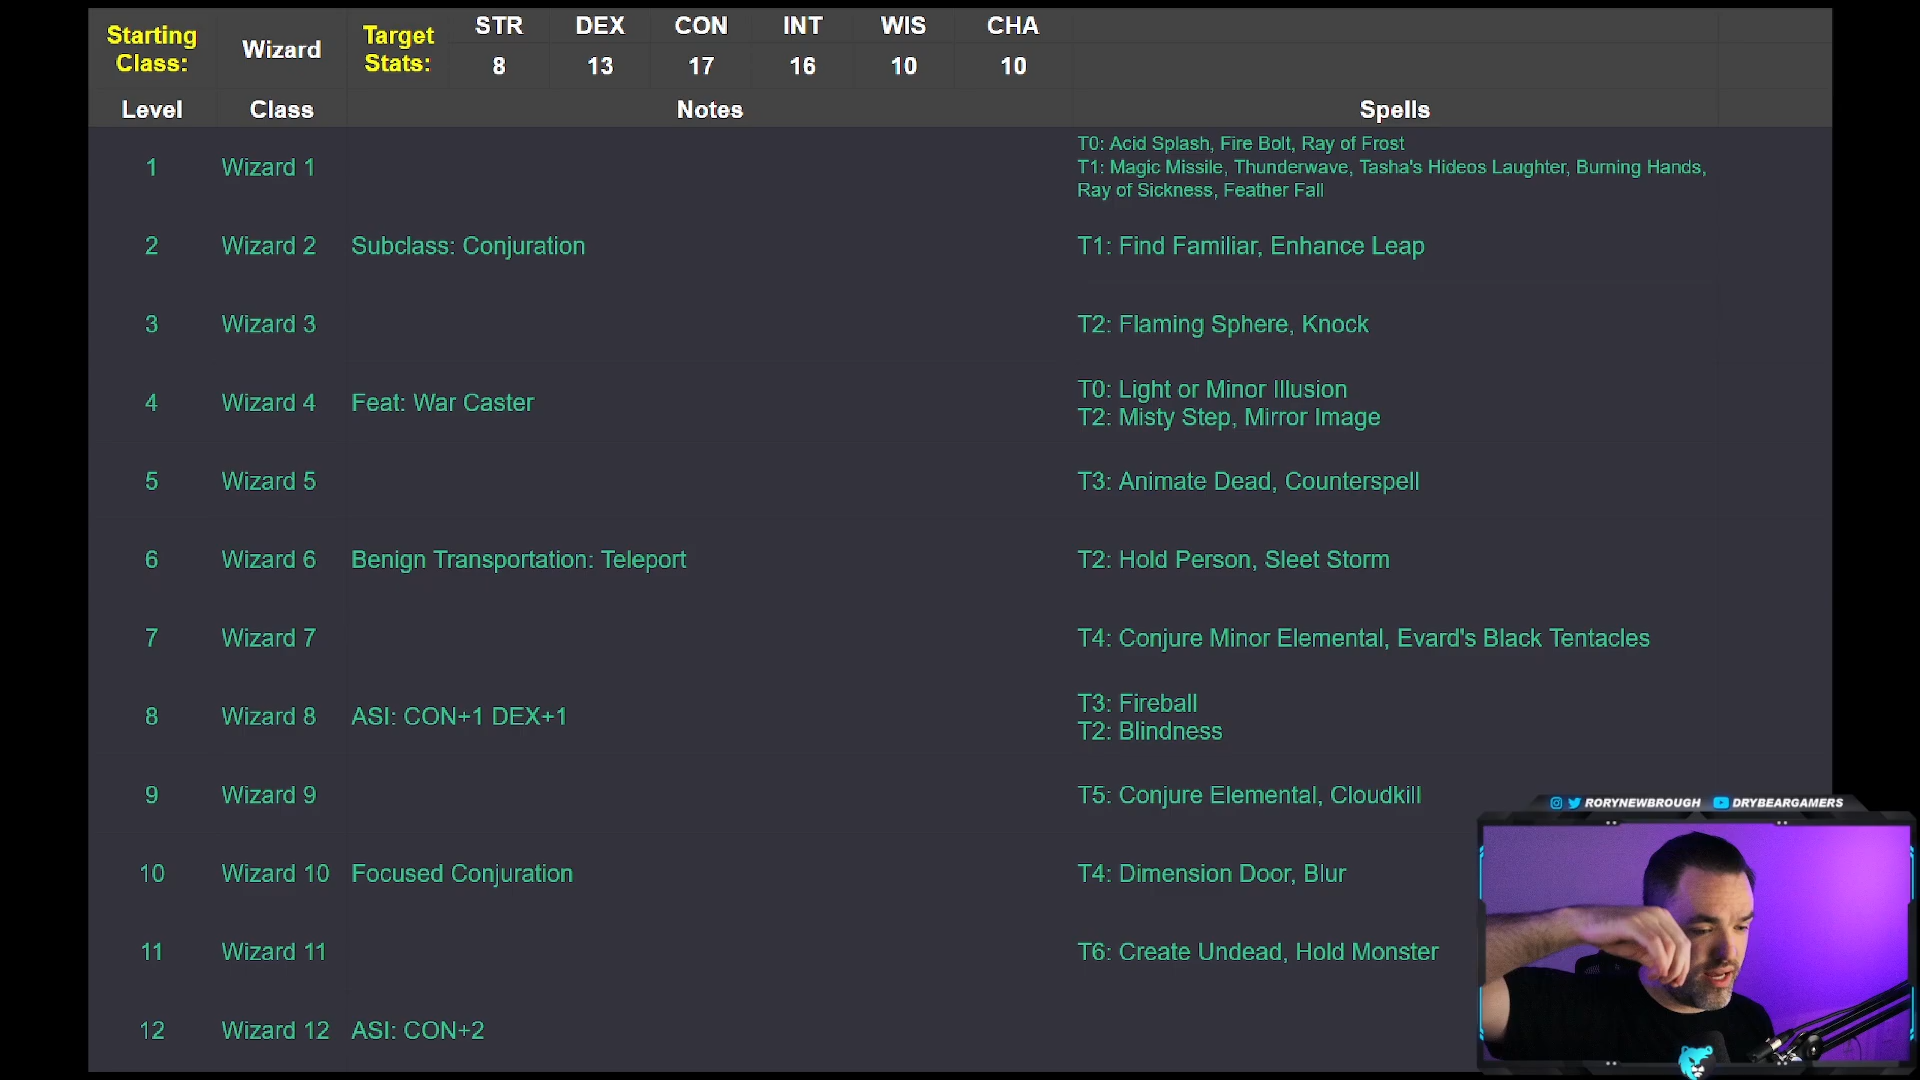 Starting Class:
Wizard
Target Stats:
STR DEX CON INT WIS CHA
8 13 17 16 10 10
Level Class Notes Spells
1 Wizard 1
T0: Acid Splash, Fire Bolt, Ray of Frost
T1: Magic Missile, Thunderwave, Tasha's Hideos Laughter, Burning Hands,
Ray of Sickness, Feather Fall
2 Wizard 2 Subclass: Conjuration T1: Find Familiar, Enhance Leap
3 Wizard 3 T2: Flaming Sphere, Knock
4 Wizard 4 Feat: War Caster
T0: Light or Minor Illusion
T2: Misty Step, Mirror Image
5 Wizard 5 T3: Animate Dead, Counterspell
6 Wizard 6 Benign Transportation: Teleport T2: Hold Person, Sleet Storm
7 Wizard 7 T4: Conjure Minor Elemental, Evard's Black Tentacles
8 Wizard 8 ASI: CON+1 DEX+1
T3: Fireball
T2: Blindness
9 Wizard 9 T5: Conjure Elemental, Cloudkill
10 Wizard 10 Focused Conjuration T4: Dimension Door, Blur
11 Wizard 11 T6: Create Undead, Hold Monster
12 Wizard 12 ASI: CON+2
RORYNEWBROUGH DRYBEARGAMERS